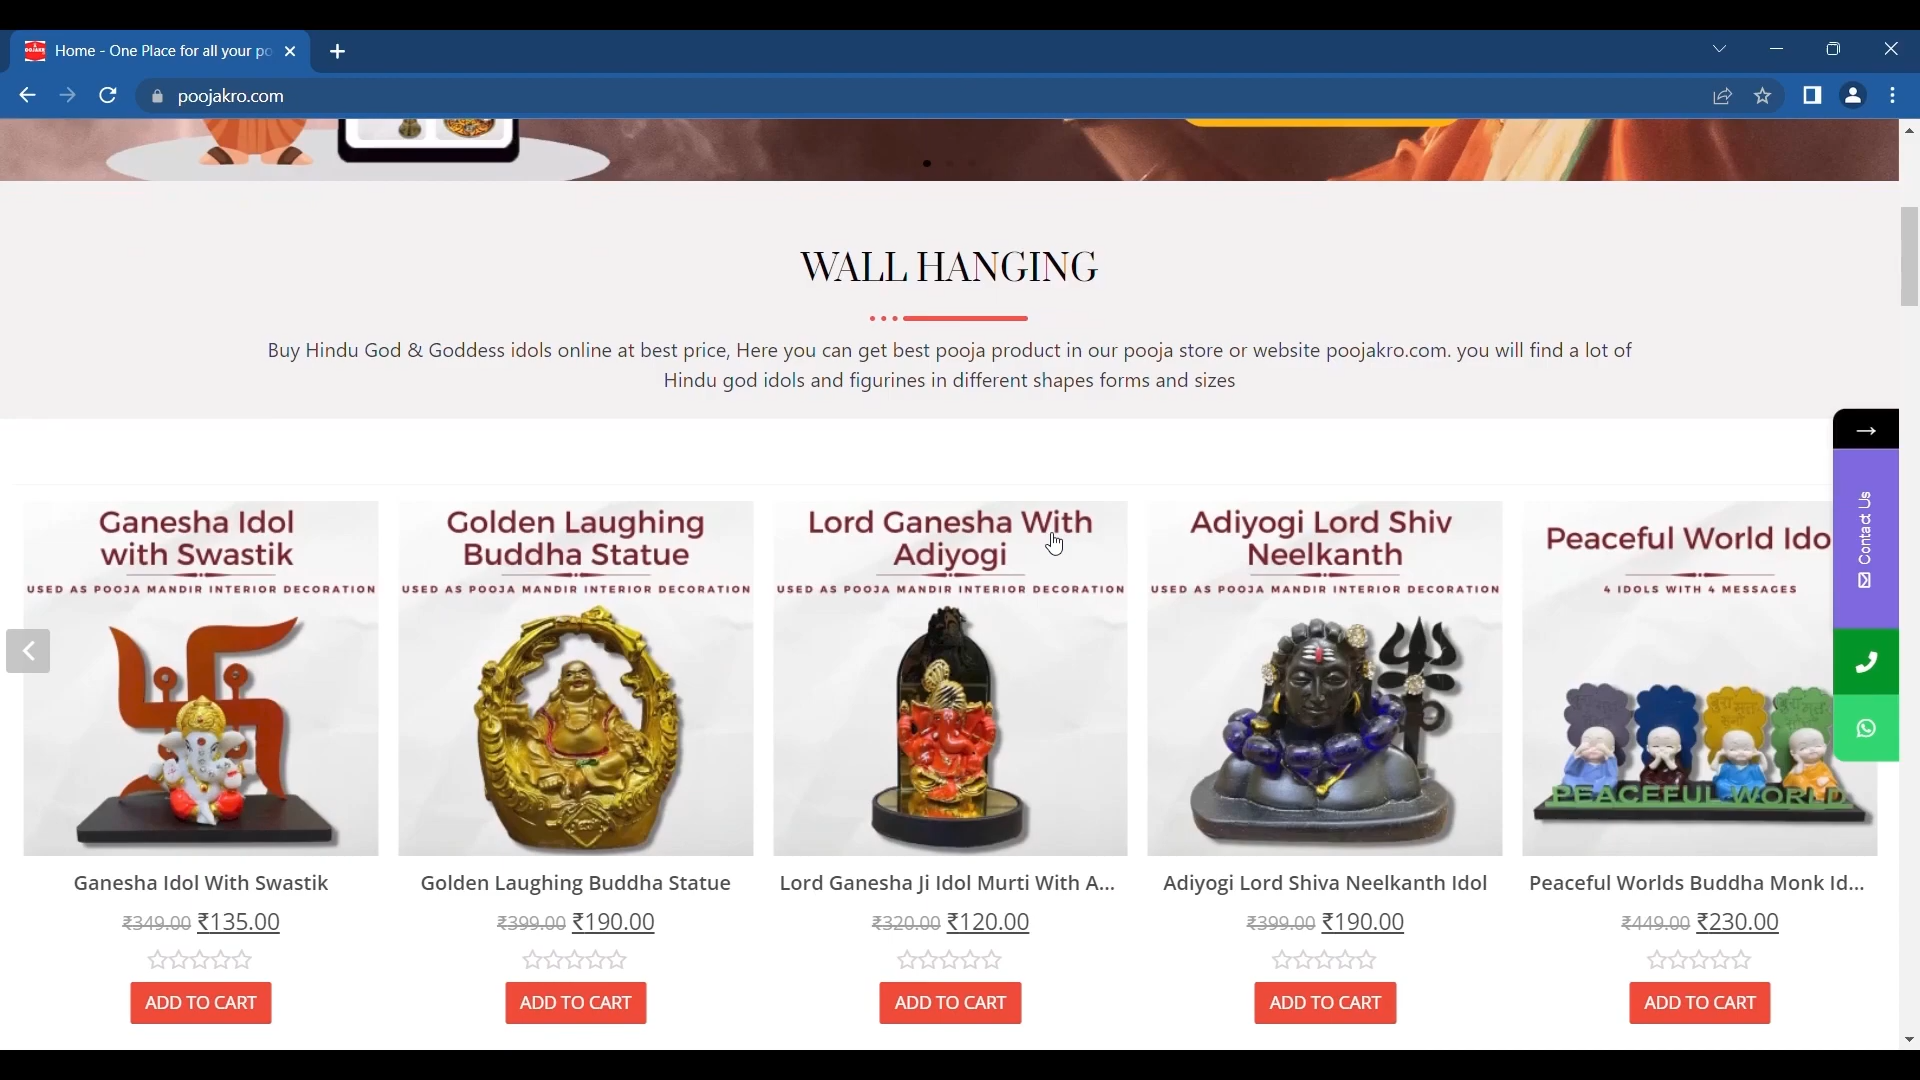 Home - One Place for all your po
poojakro.com
WALL HANGING
Buy Hindu God & Goddess idols online at best price, Here you can get best pooja product in our pooja store or website poojakro.com. you will find a lot of
Hindu god idols and figurines in different shapes forms and sizes
→
Contact Us
Ganesha Idol
with Swastik
USED AS POOJA MANDIR INTERIOR DECORATION
Golden Laughing
Buddha Statue
USED AS POOJA MANDIR INTERIOR DECORATION
Lord Ganesha With
Adiyogi
USED AS POOJA MANDIR INTERIOR DECORATION
Adiyogi Lord Shiv
Neelkanth
USED AS POOJA MANDIR INTERIOR DECORATION
Peaceful World Ido
4 IDOLS WITH 4 MESSAGES
PEACEFUL WORLD
Ganesha Idol With Swastik
₹349.00 ₹135.00
ADD TO CART
Golden Laughing Buddha Statue
₹399.00 ₹190.00
ADD TO CART
Lord Ganesha Ji Idol Murti With A...
₹320.00 ₹120.00
ADD TO CART
Adiyogi Lord Shiva Neelkanth Idol
₹399.00 ₹190.00
ADD TO CART
Peaceful Worlds Buddha Monk Id...
₹449.00 ₹230.00
ADD TO CART